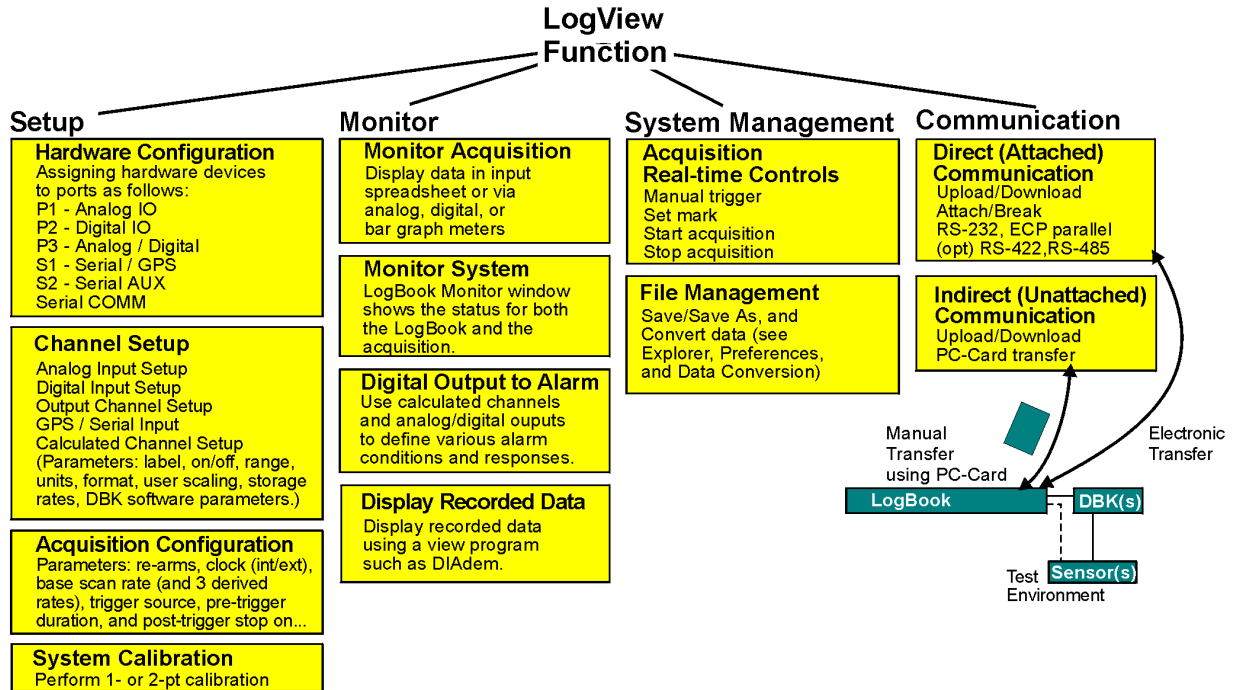 LogView
Function
Setup
Hardware Configuration
Assigning hardware devices
to ports as follows:
P1 - Analog IO
P2 - Digital IO
P3 - Analog / Digital
S1 - Serial / GPS
S2 - Serial AUX
Serial COMM
Channel Setup
Analog Input Setup
Digital Input Setup
Output Channel Setup
GPS / Serial Input
Calculated Channel Setup
(Parameters: label, on/off, range,
units, format, user scaling, storage
rates, DBK software parameters.)
Acquisition Configuration
Parameters: re-arms, clock (int/ext),
base scan rate (and 3 derived
rates), trigger source, pre-trigger
duration, and post-trigger stop on...
System Calibration
Perform 1- or 2-pt calibration
Monitor
Monitor Acquisition
Display data in input
spreadsheet or via
analog, digital, or
bar graph meters
Monitor System
LogBook Monitor window
shows the status for both
the LogBook and the
acquisition.
Digital Output to Alarm
Use calculated channels
and analog/digital ouputs
to define various alarm
conditions and responses.
Display Recorded Data
Display recorded data
using a view program
such as DIAdem.
System Management
Acquisition
Real-time Controls
Manual trigger
Set mark
Start acquisition
Stop acquisition
File Management
Save/Save As, and
Convert data (see
Explorer, Preferences,
and Data Conversion)
Communication
Direct (Attached)
Communication
Upload/Download
Attach/Break
RS-232, ECP parallel
(opt) RS-422,RS-485
Indirect (Unattached)
Communication
Upload/Download
PC-Card transfer
Manual
Transfer
using PC-Card
Electronic
Transfer
LogBook
DBK(s)
Sensor(s)
Test
Environment